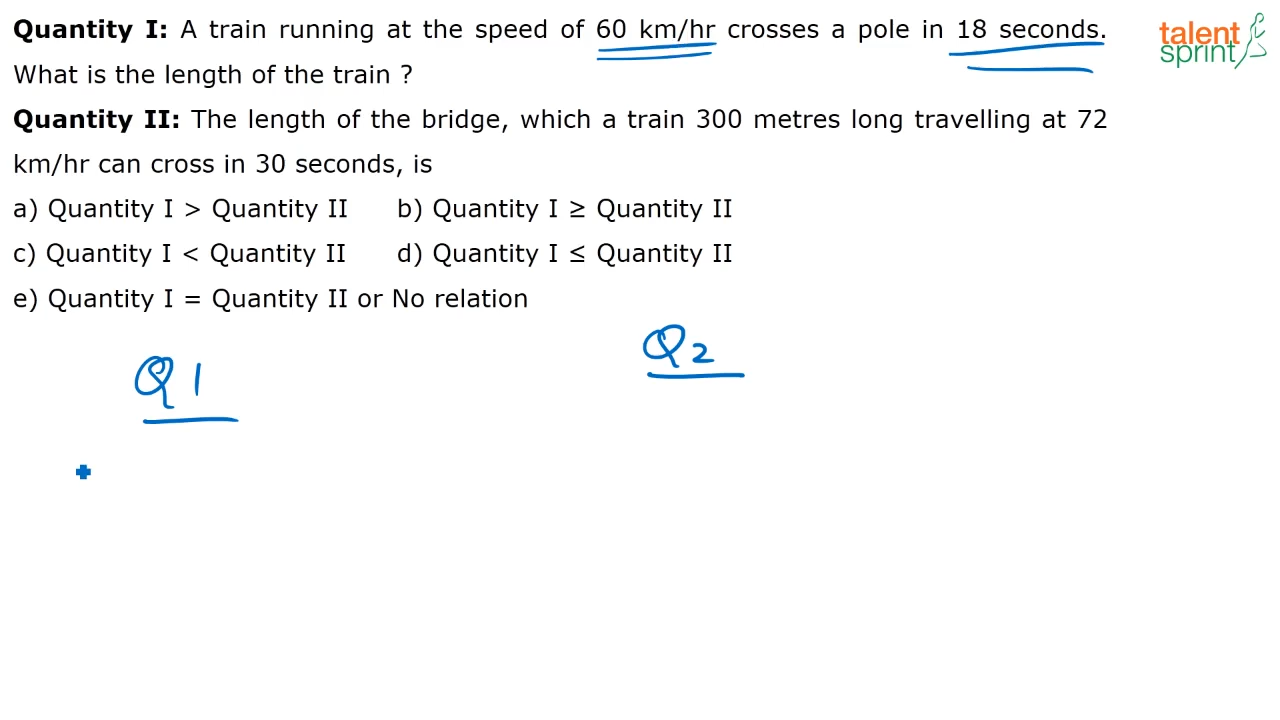 Quantity I: A train running at the speed of 60 km/hr crosses a pole in 18 seconds.
What is the length of the train ?
Quantity II: The length of the bridge, which a train 300 metres long travelling at 72
km/hr can cross in 30 seconds, is
a) Quantity I > Quantity II b) Quantity I ≥ Quantity II
c) Quantity I < Quantity II d) Quantity I ≤ Quantity II
e) Quantity I = Quantity II or No relation
talent
sprint
Q1
Q2